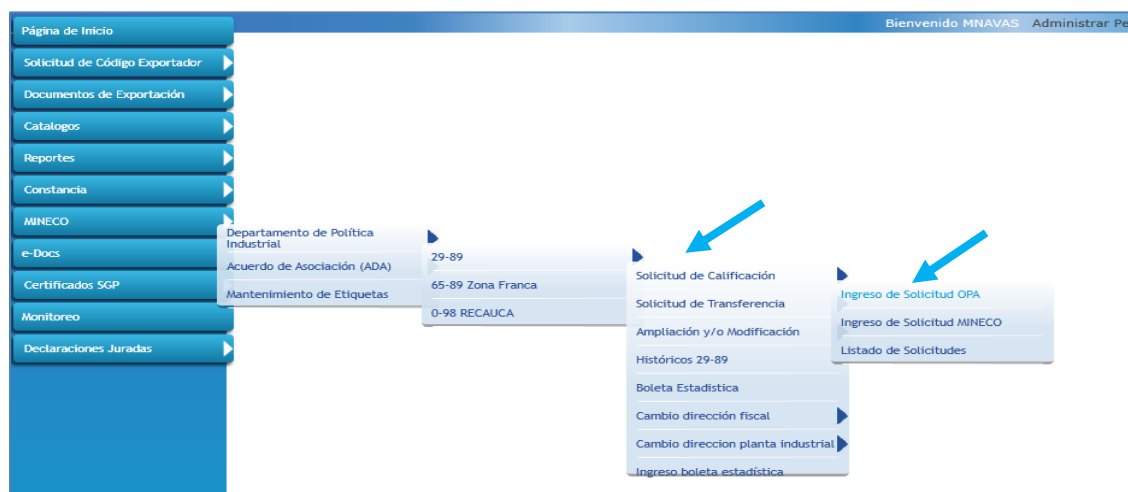 Bienvenido MNAVAS Administrar Pe
Página de Inicio
Solicitud de Código Exportador
Documentos de Exportación
Catalogos
Reportes
Constancia
MINECO
e-Docs
Certificados SGP
Monitoreo
Declaraciones Juradas
Departamento de Política
Industrial
Acuerdo de Asociación (ADA)
Mantenimiento de Etiquetas
29-89
65-89 Zona Franca
0-98 RECAUCA
Solicitud de Calificación
Solicitud de Transferencia
Ampliación y/o Modificación
Históricos 29-89
Boleta Estadistica
Cambio dirección fiscal
Cambio direccion planta industrial
Ingreso boleta estadística
Ingreso de Solicitud OPA
Ingreso de Solicitud MINECO
Listado de Solicitudes